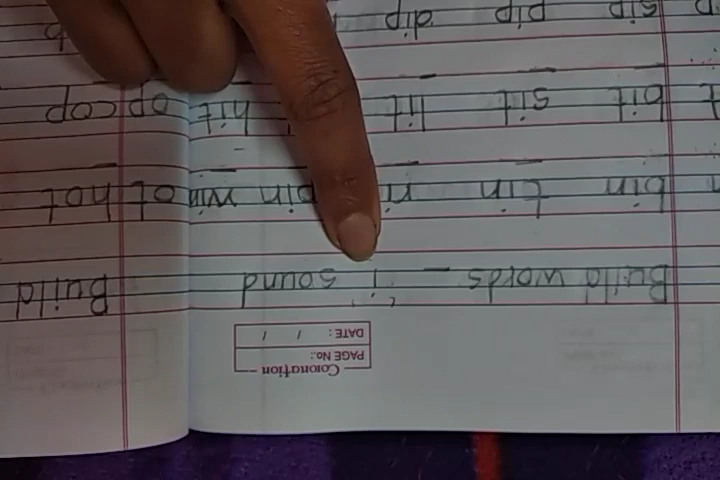 Coronation
PAGE No.:
DATE: / /
Build words – "i" sound
bin tin pin win
bit sit lit hit
sip pip dip
Build
ot hot
op cop